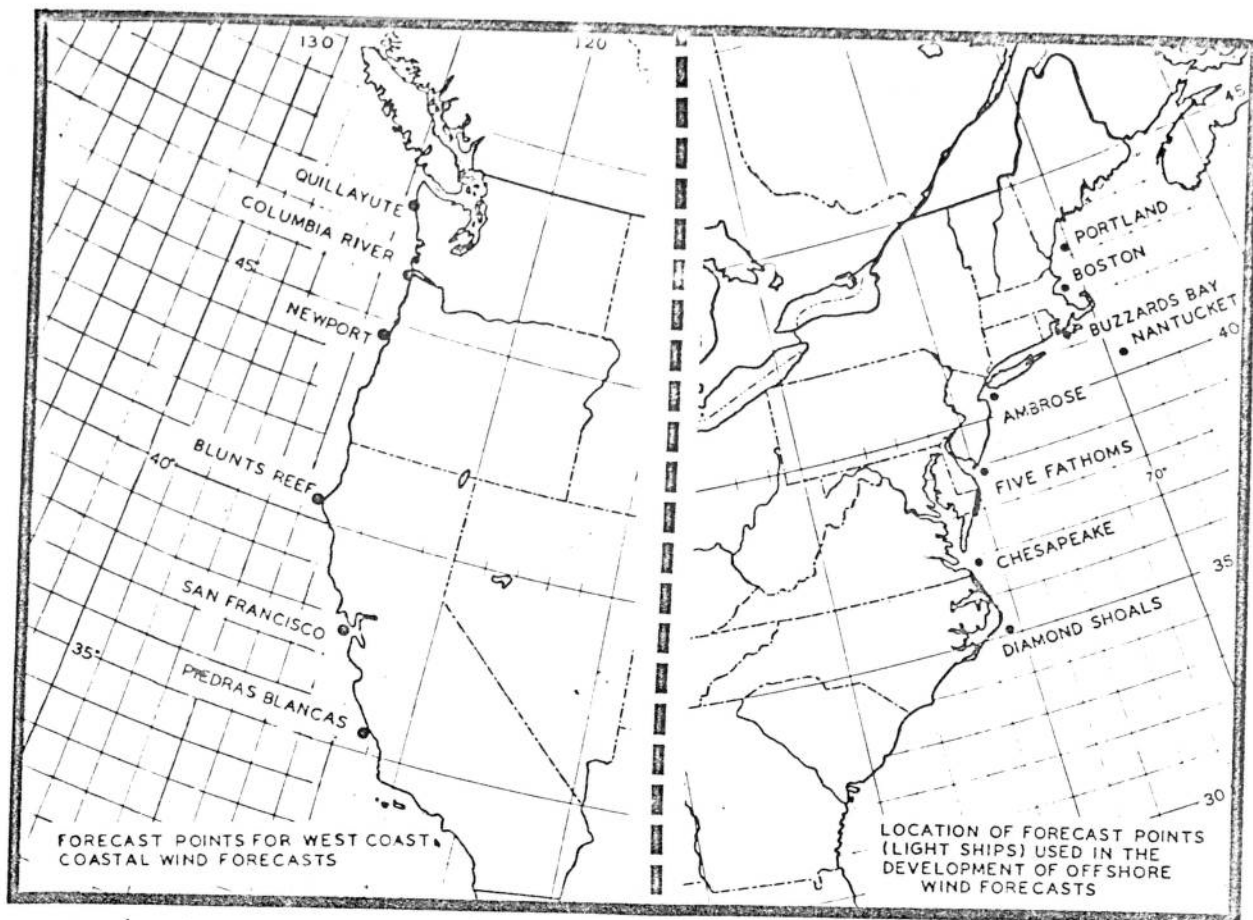 130
120
QUILLAYUTE
COLUMBIA RIVER
45°
NEWPORT
BLUNTS REEF
40°
SAN FRANCISCO
35°
PIEDRAS BLANCAS
FORECAST POINTS FOR WEST COAST
COASTAL WIND FORECASTS
45
PORTLAND
BOSTON
BUZZARDS BAY
NANTUCKET
40
AMBROSE
FIVE FATHOMS
70°
CHESAPEAKE
35
DIAMOND SHOALS
30
LOCATION OF FORECAST POINTS
(LIGHT SHIPS) USED IN THE
DEVELOPMENT OF OFFSHORE
WIND FORECASTS